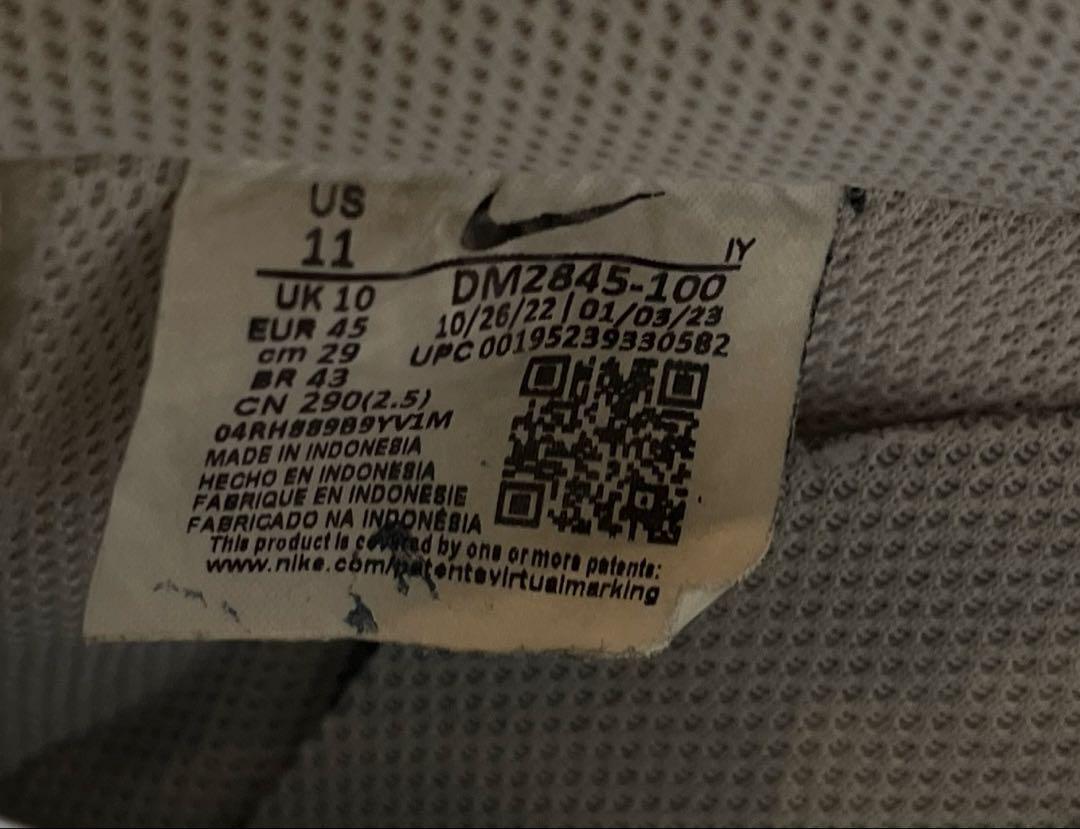 US
11
IY
UK 10
DM2845-100
EUR 45
10/26/22 | 01/03/23
cm 29
UPC 00195239330582
BR 43
CN 290(2.5)
04RH889B9YV1M
MADE IN INDONESIA
HECHO EN INDONESIA
FABRIQUE EN INDONESIE
FABRICADO NA INDONÉSIA
This product is covered by one or more patents:
www.nike.com/patentsvirtualmarking